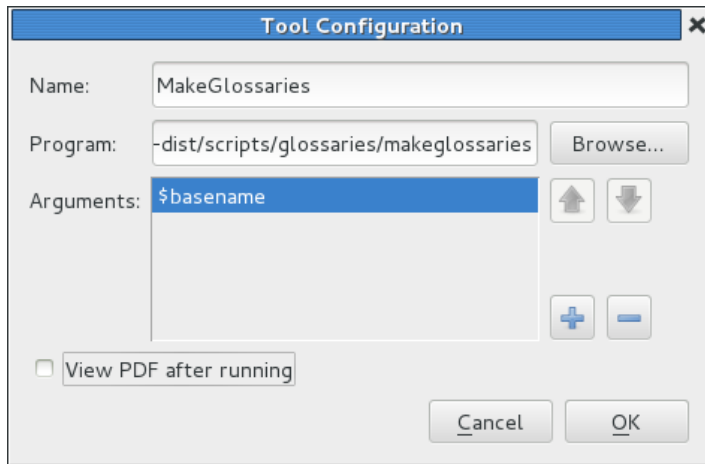 Tool Configuration
Name: MakeGlossaries
Program: -dist/scripts/glossaries/makeglossaries Browse...
Arguments: $basename
View PDF after running
Cancel OK